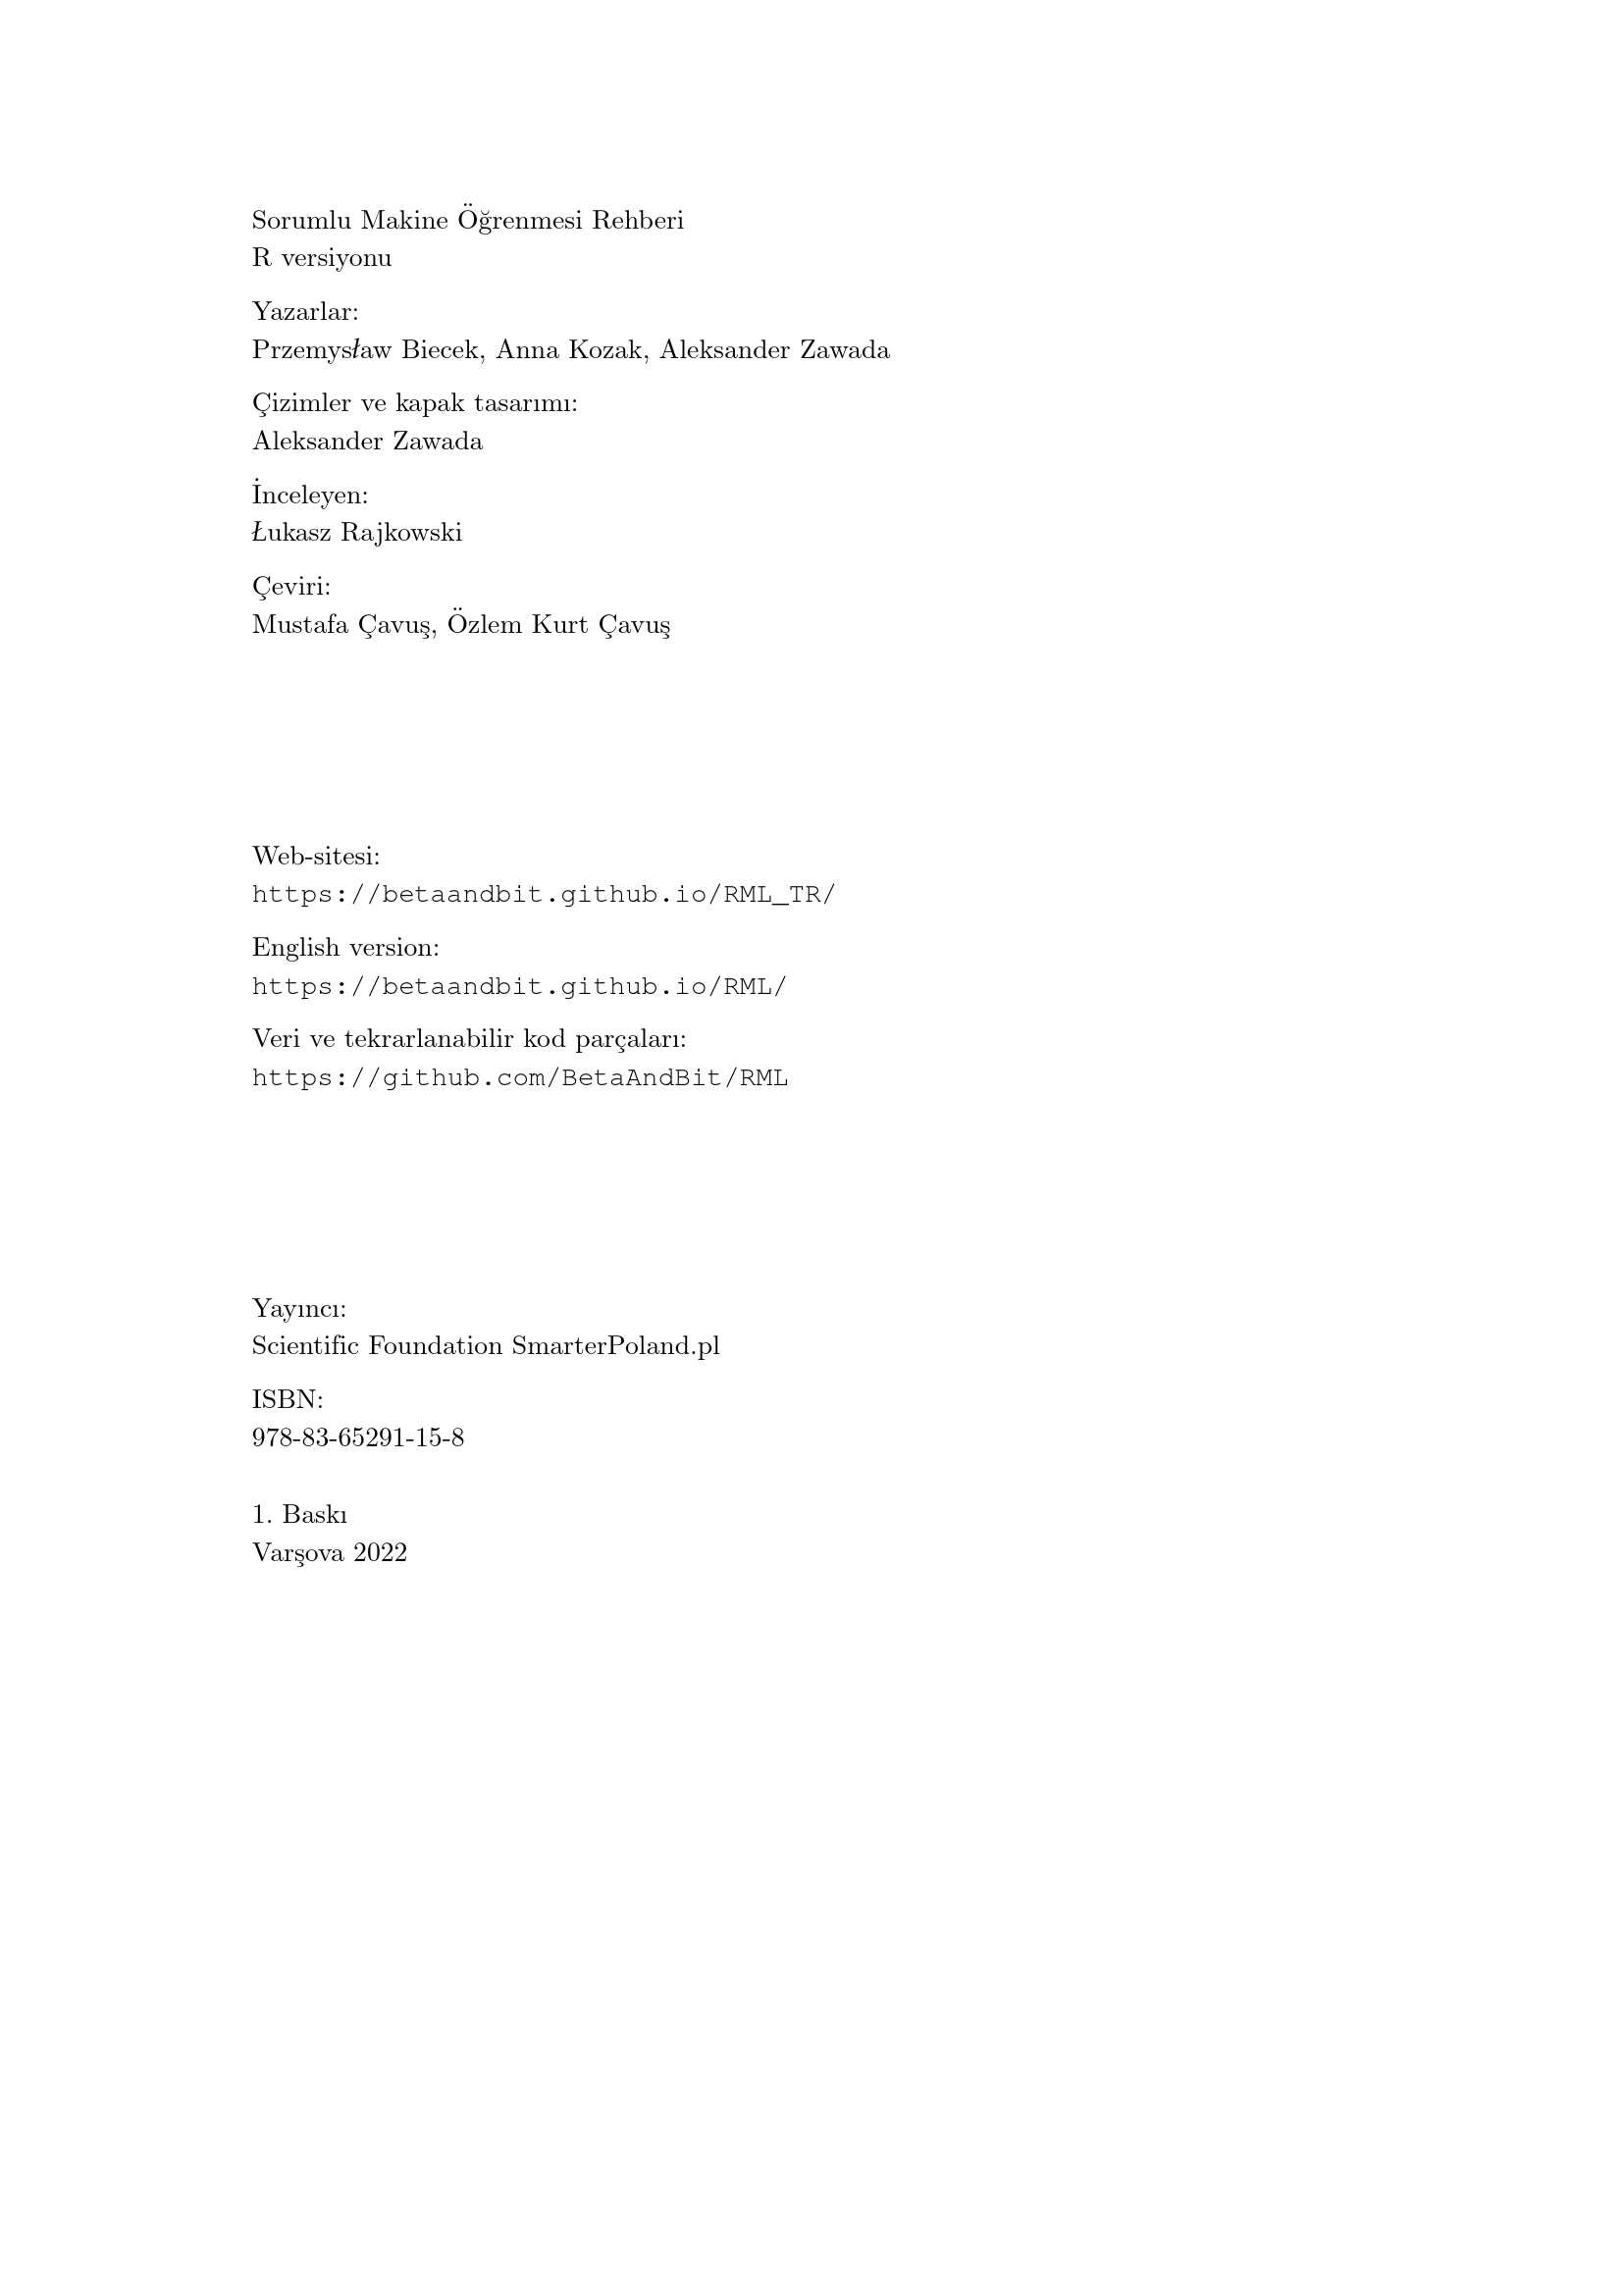 Sorumlu Makine Öğrenmesi Rehberi
R versiyonu
Yazarlar:
Przemysław Biecek, Anna Kozak, Aleksander Zawada
Çizimler ve kapak tasarımı:
Aleksander Zawada
İnceleyen:
Łukasz Rajkowski
Çeviri:
Mustafa Çavuş, Özlem Kurt Çavuş
Web-sitesi:
https://betaandbit.github.io/RML_TR/
English version:
https://betaandbit.github.io/RML/
Veri ve tekrarlanabilir kod parçaları:
https://github.com/BetaAndBit/RML
Yayıncı:
Scientific Foundation SmarterPoland.pl
ISBN:
978-83-65291-15-8
1. Baskı
Varşova 2022